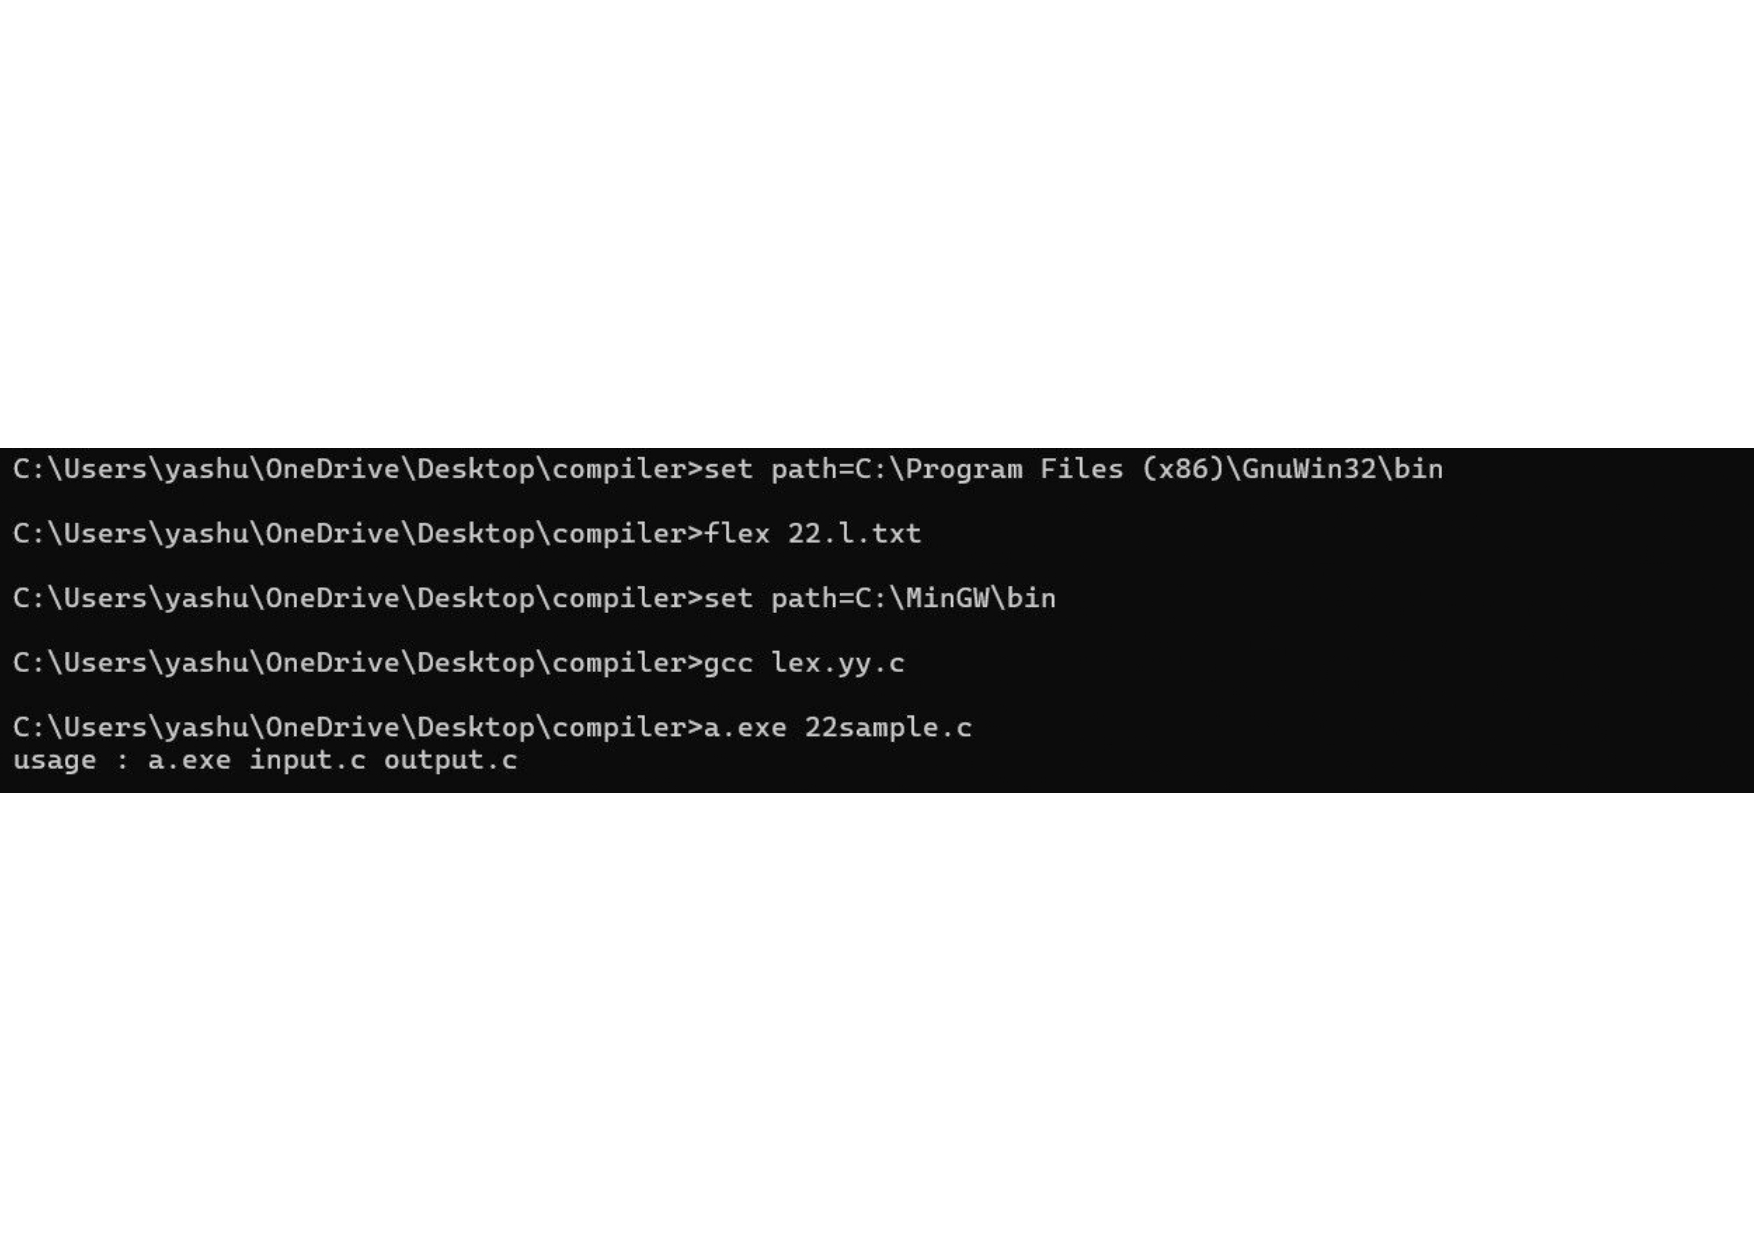 C:\Users\yashu\OneDrive\Desktop\compiler>set path=C:\Program Files (x86)\GnuWin32\bin
C:\Users\yashu\OneDrive\Desktop\compiler>flex 22.l.txt
C:\Users\yashu\OneDrive\Desktop\compiler>set path=C:\MinGW\bin
C:\Users\yashu\OneDrive\Desktop\compiler>gcc lex.yy.c
C:\Users\yashu\OneDrive\Desktop\compiler>a.exe 22sample.c
usage : a.exe input.c output.c